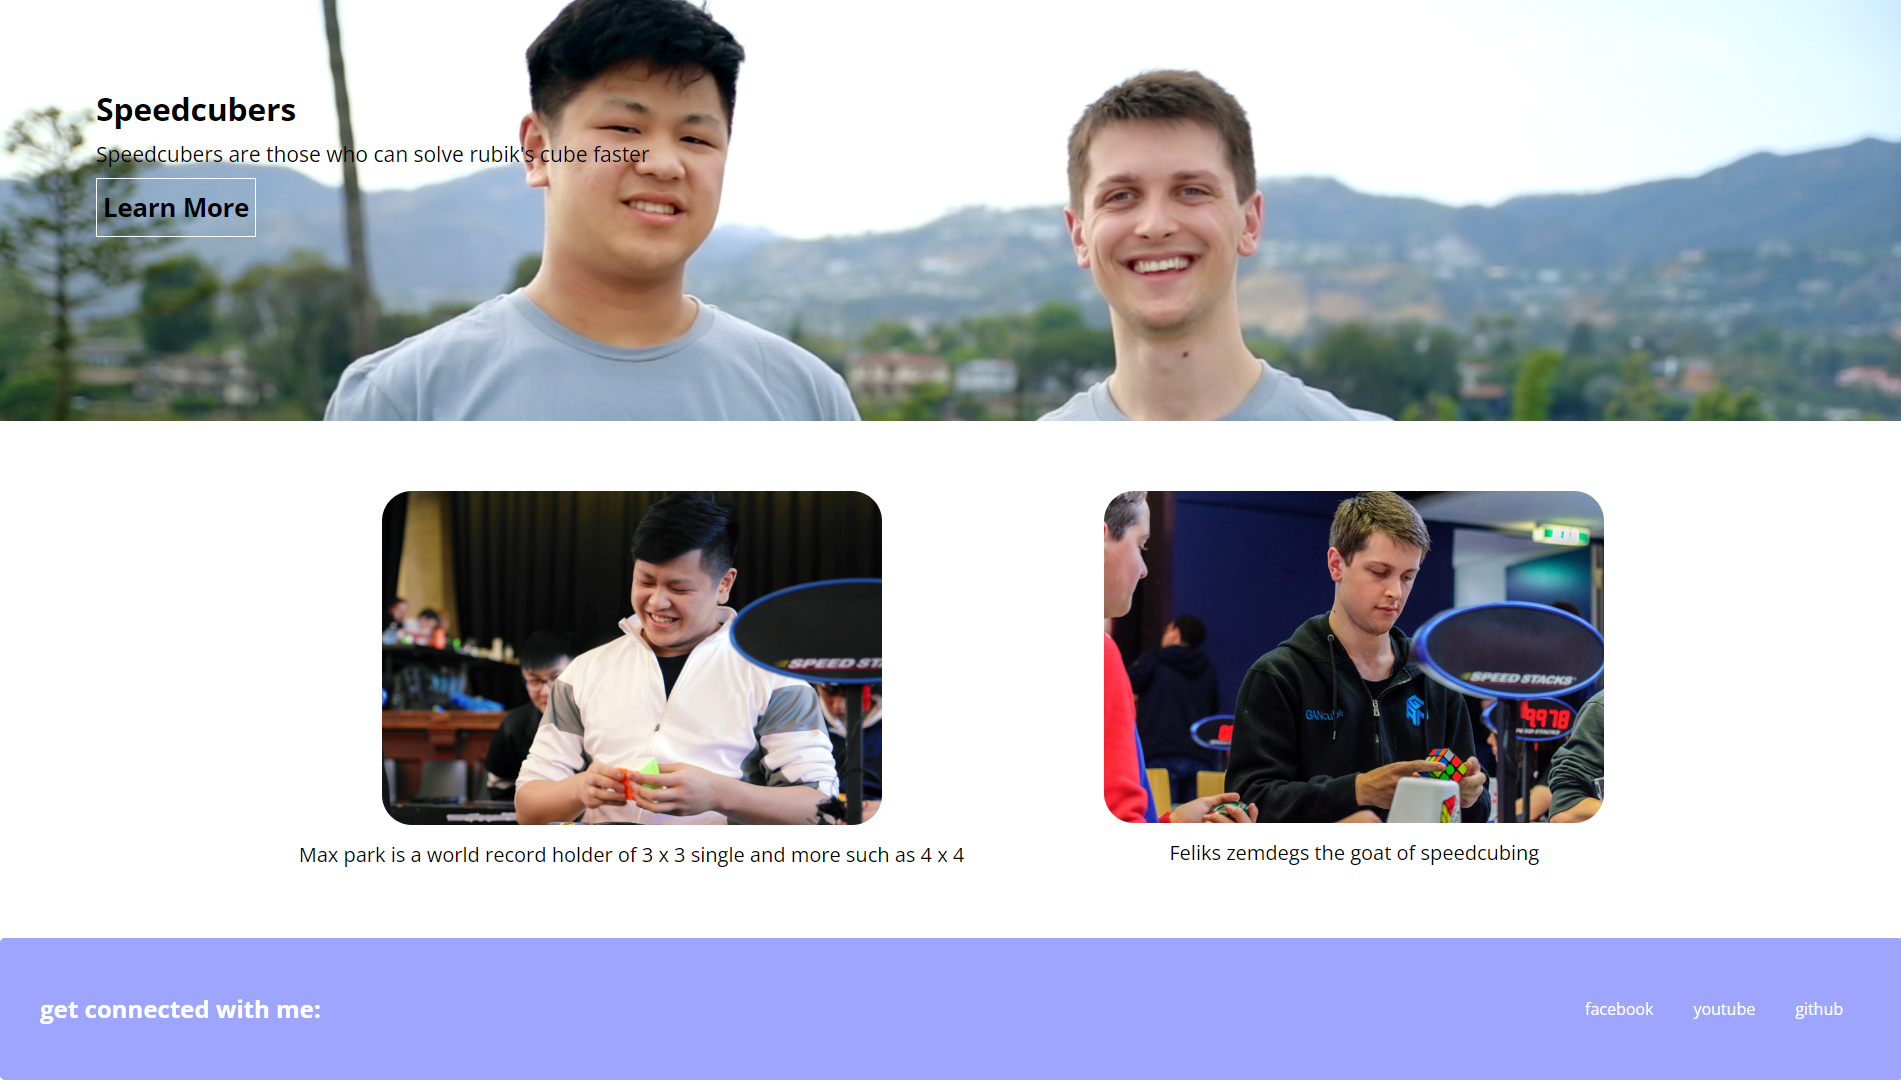 Speedcubers
Speedcubers are those who can solve rubik's cube faster
Learn More
SPEED ST
SPEED STACKS
GANcube
9978
Max park is a world record holder of 3 x 3 single and more such as 4 x 4
Feliks zemdegs the goat of speedcubing
get connected with me:
facebook youtube github